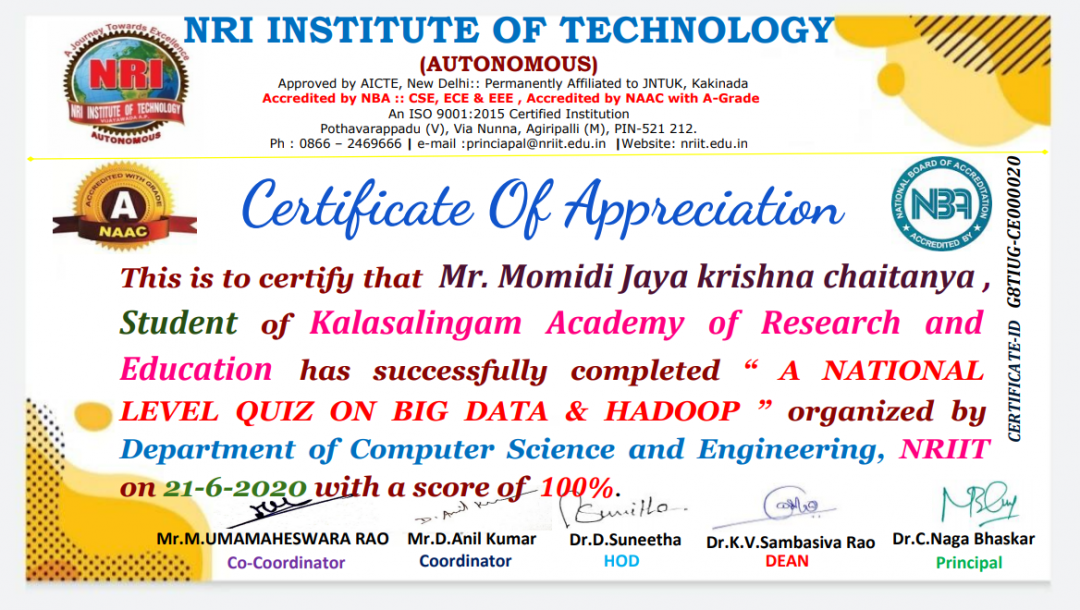 NRI INSTITUTE OF TECHNOLOGY
(AUTONOMOUS)
Approved by AICTE, New Delhi:: Permanently Affiliated to JNTUK, Kakinada
Accredited by NBA :: CSE, ECE & EEE , Accredited by NAAC with A-Grade
An ISO 9001:2015 Certified Institution
Pothavarappadu (V), Via Nunna, Agiripalli (M), PIN-521 212.
Ph : 0866 – 2469666 | e-mail :princiapal@nriit.edu.in |Website: nriit.edu.in
A Journey Towards Excellence
NRI
NRI INSTITUTE OF TECHNOLOGY
VIJAYAWADA A.P.
AUTONOMOUS
ACCREDITED WITH GRADE
A
NAAC
Certificate Of Appreciation
NATIONAL BOARD OF ACCREDITATION
NBA
ACCREDITED BY
CERTIFICATE-ID G8TIUG-CE000020
This is to certify that Mr. Momidi Jaya krishna chaitanya ,
Student of Kalasalingam Academy of Research and
Education has successfully completed “ A NATIONAL
LEVEL QUIZ ON BIG DATA & HADOOP ” organized by
Department of Computer Science and Engineering, NRIIT
on 21-6-2020 with a score of 100%.
D. Anil Kumar
Suneetha
Mr.M.UMAMAHESWARA RAO
Co-Coordinator
Mr.D.Anil Kumar
Coordinator
Dr.D.Suneetha
HOD
Dr.K.V.Sambasiva Rao
DEAN
Dr.C.Naga Bhaskar
Principal